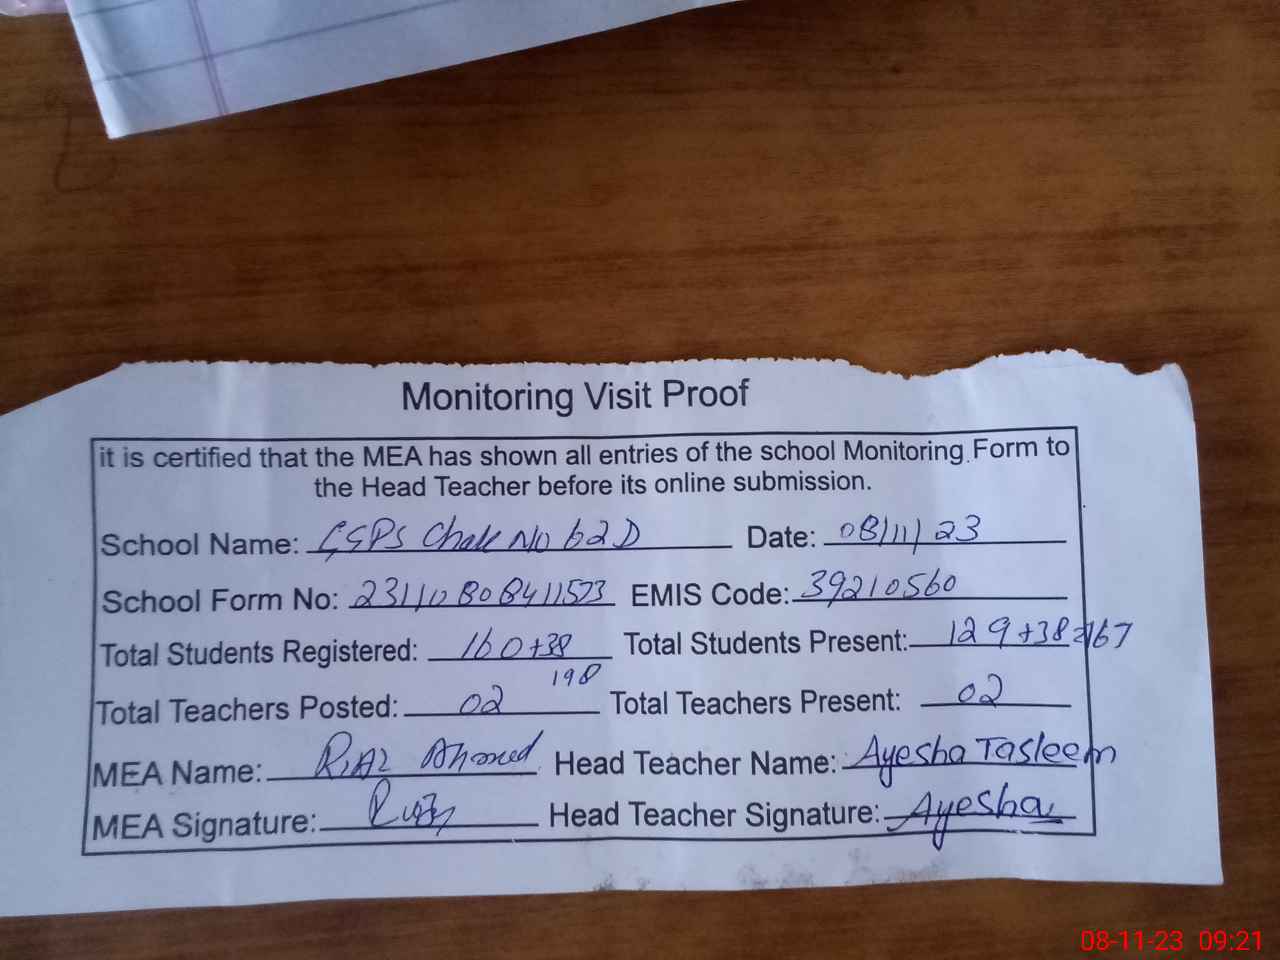 Monitoring Visit Proof
it is certified that the MEA has shown all entries of the school Monitoring Form to
the Head Teacher before its online submission.
School Name: GGPS Chak No 62 D Date: 08/11/23
School Form No: EMIS Code: 39210560
Total Students Registered: 160+38 Total Students Present: 129+38=167
198
Total Teachers Posted: 02 Total Teachers Present: 02
MEA Name: Riaz Ahmed Head Teacher Name: Ayesha Tasleem
MEA Signature: Head Teacher Signature: Ayesha
08-11-23 09:21